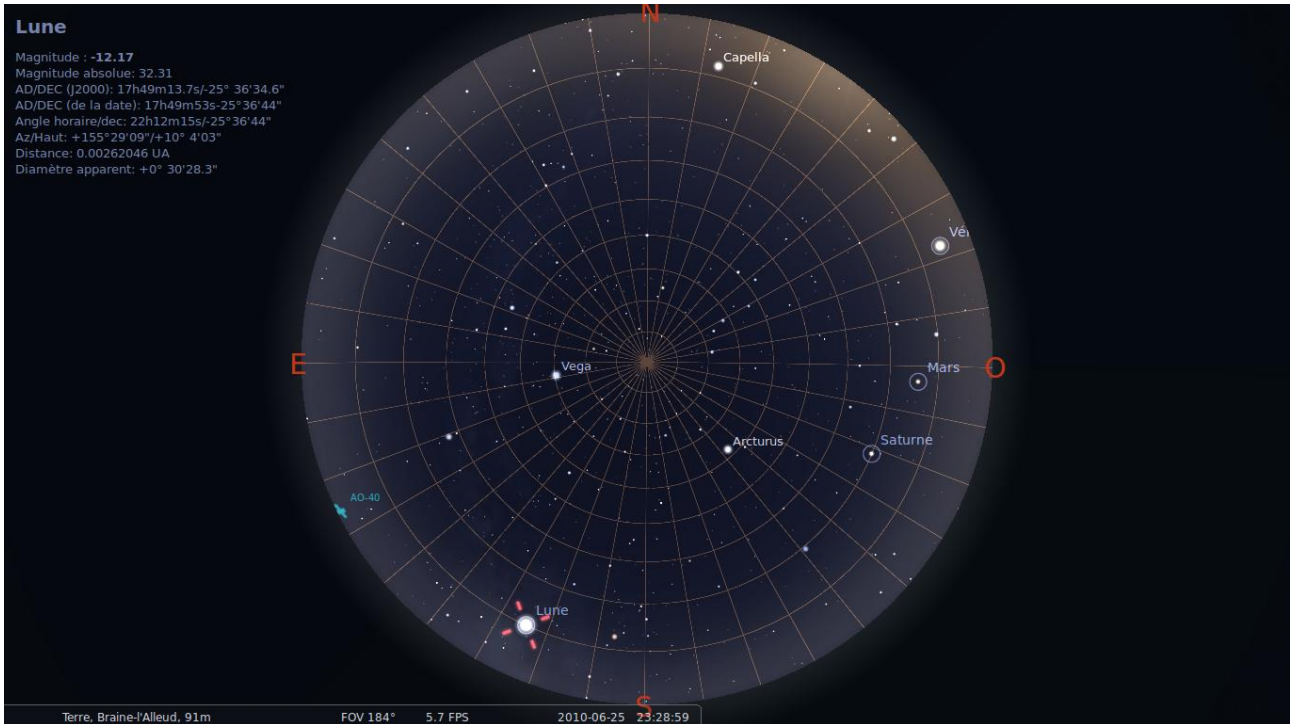 Lune
Magnitude : -12.17
Magnitude absolue: 32.31
AD/DEC (J2000): 17h49m13.7s/-25° 36'34.6"
AD/DEC (de la date): 17h49m53s-25°36'44"
Angle horaire/dec: 22h12m15s/-25°36'44"
Az/Haut: +155°29'09"/+10° 4'03"
Distance: 0.00262046 UA
Diamètre apparent: +0° 30'28.3"
N
Capella
Vé
E
Vega
Mars
O
Arcturus
Saturne
AO-40
Lune
S
Terre, Braine-l'Alleud, 91m FOV 184° 5.7 FPS 2010-06-25 23:28:59